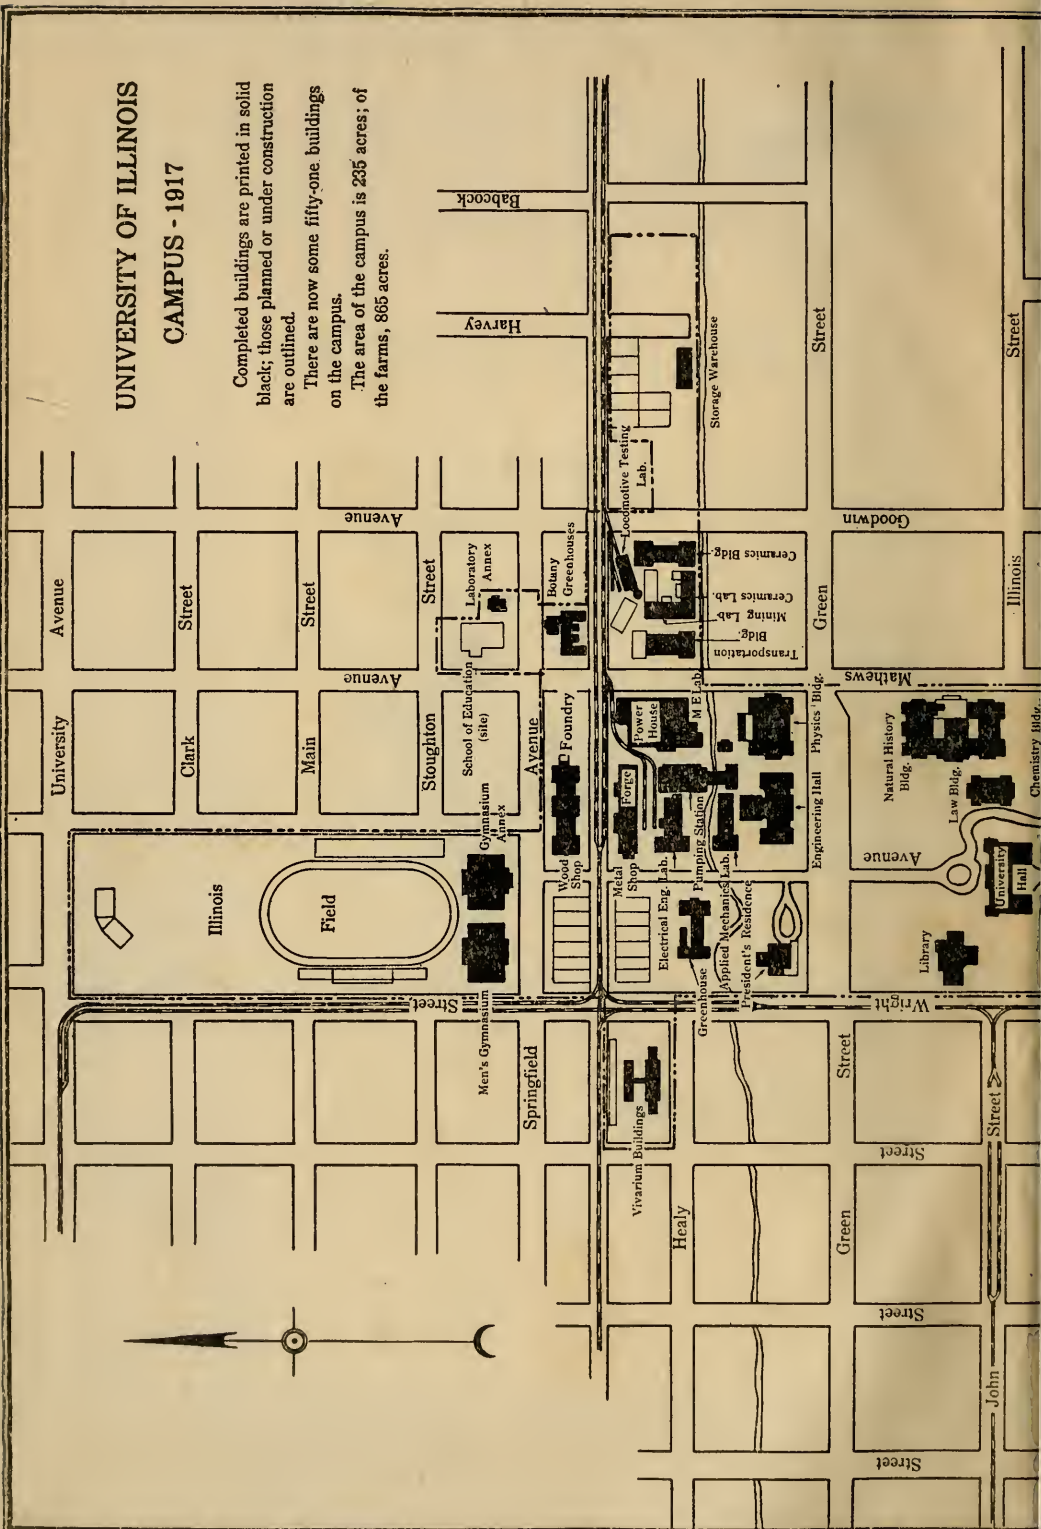 UNIVERSITY OF ILLINOIS
CAMPUS - 1917
Completed buildings are printed in solid
black; those planned or under construction
are outlined.
There are now some fifty-one buildings
on the campus.
The area of the campus is 235 acres; of
the farms, 865 acres.
University
Avenue
Clark
Street
Main
Street
Stoughton
Street
Springfield
Avenue
Avenue
Avenue
Harvey
Babcock
Illinois
Field
Street
Men's Gymnasium
Gymnasium
Annex
School of Education
(site)
Laboratory
Annex
Botany
Greenhouses
Wood
Shop
Foundry
Metal
Shop
Forge
Power
House
M E Lab.
Electrical Eng. Lab.
Pumping Station
Applied Mechanics Lab.
Greenhouse
President's Residence
Engineering Hall
Physics Bldg.
Locomotive Testing
Lab.
Storage Warehouse
Transportation
Bldg.
Mining Lab.
Ceramics Lab.
Ceramics Bldg
Goodwin
Mathews
Vivarium Buildings
Healy
Green
Street
Green
Street
Street
Street
Street
Wright
Avenue
Library
University
Hall
Law Bldg.
Natural History
Bldg.
Chemistry Bldg.
John
Street
Illinois
Street